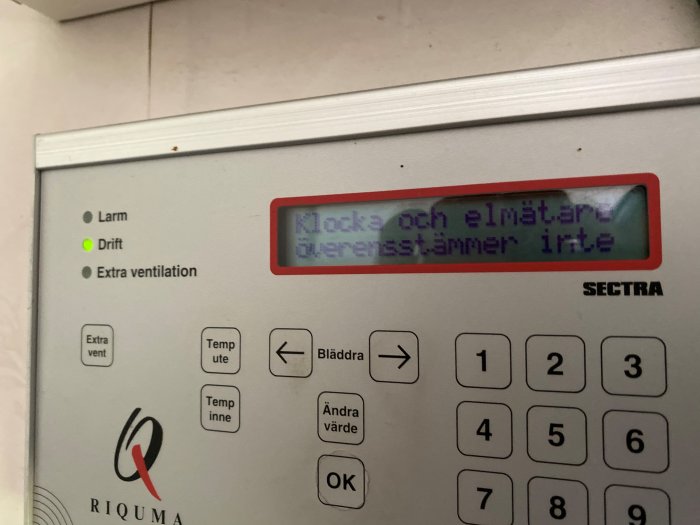 Larm
Drift
Extra ventilation
Klocka och elmätare
överensstämmer inte
SECTRA
Extra
vent
Temp
ute
Bläddra
Temp
inne
Ändra
värde
OK
1 2 3
4 5 6
7 8 9
RIQUMA